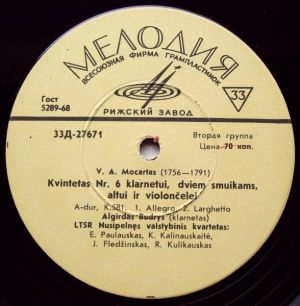 МЕЛОДИЯ
ВСЕСОЮЗНАЯ ФИРМА ГРАМПЛАСТИНОК
33
Гост
5289-68
РИЖСКИЙ ЗАВОД
33Д-27671
Вторая группа
Цена 70 коп.
V. A. Mocartas (1756—1791)
Kvintetas Nr. 6 klarnetui, dviem smuikams,
altui ir violončelei
A-dur, K.581. 1. Allegro, 2. Larghetto
Algirdas Budrys (klarnetas)
LTSR Nusipelnęs valstybinis kvartetas:
E. Paulauskas, K. Kalinauskaitė,
J. Fledžinskas, R. Kulikauskas